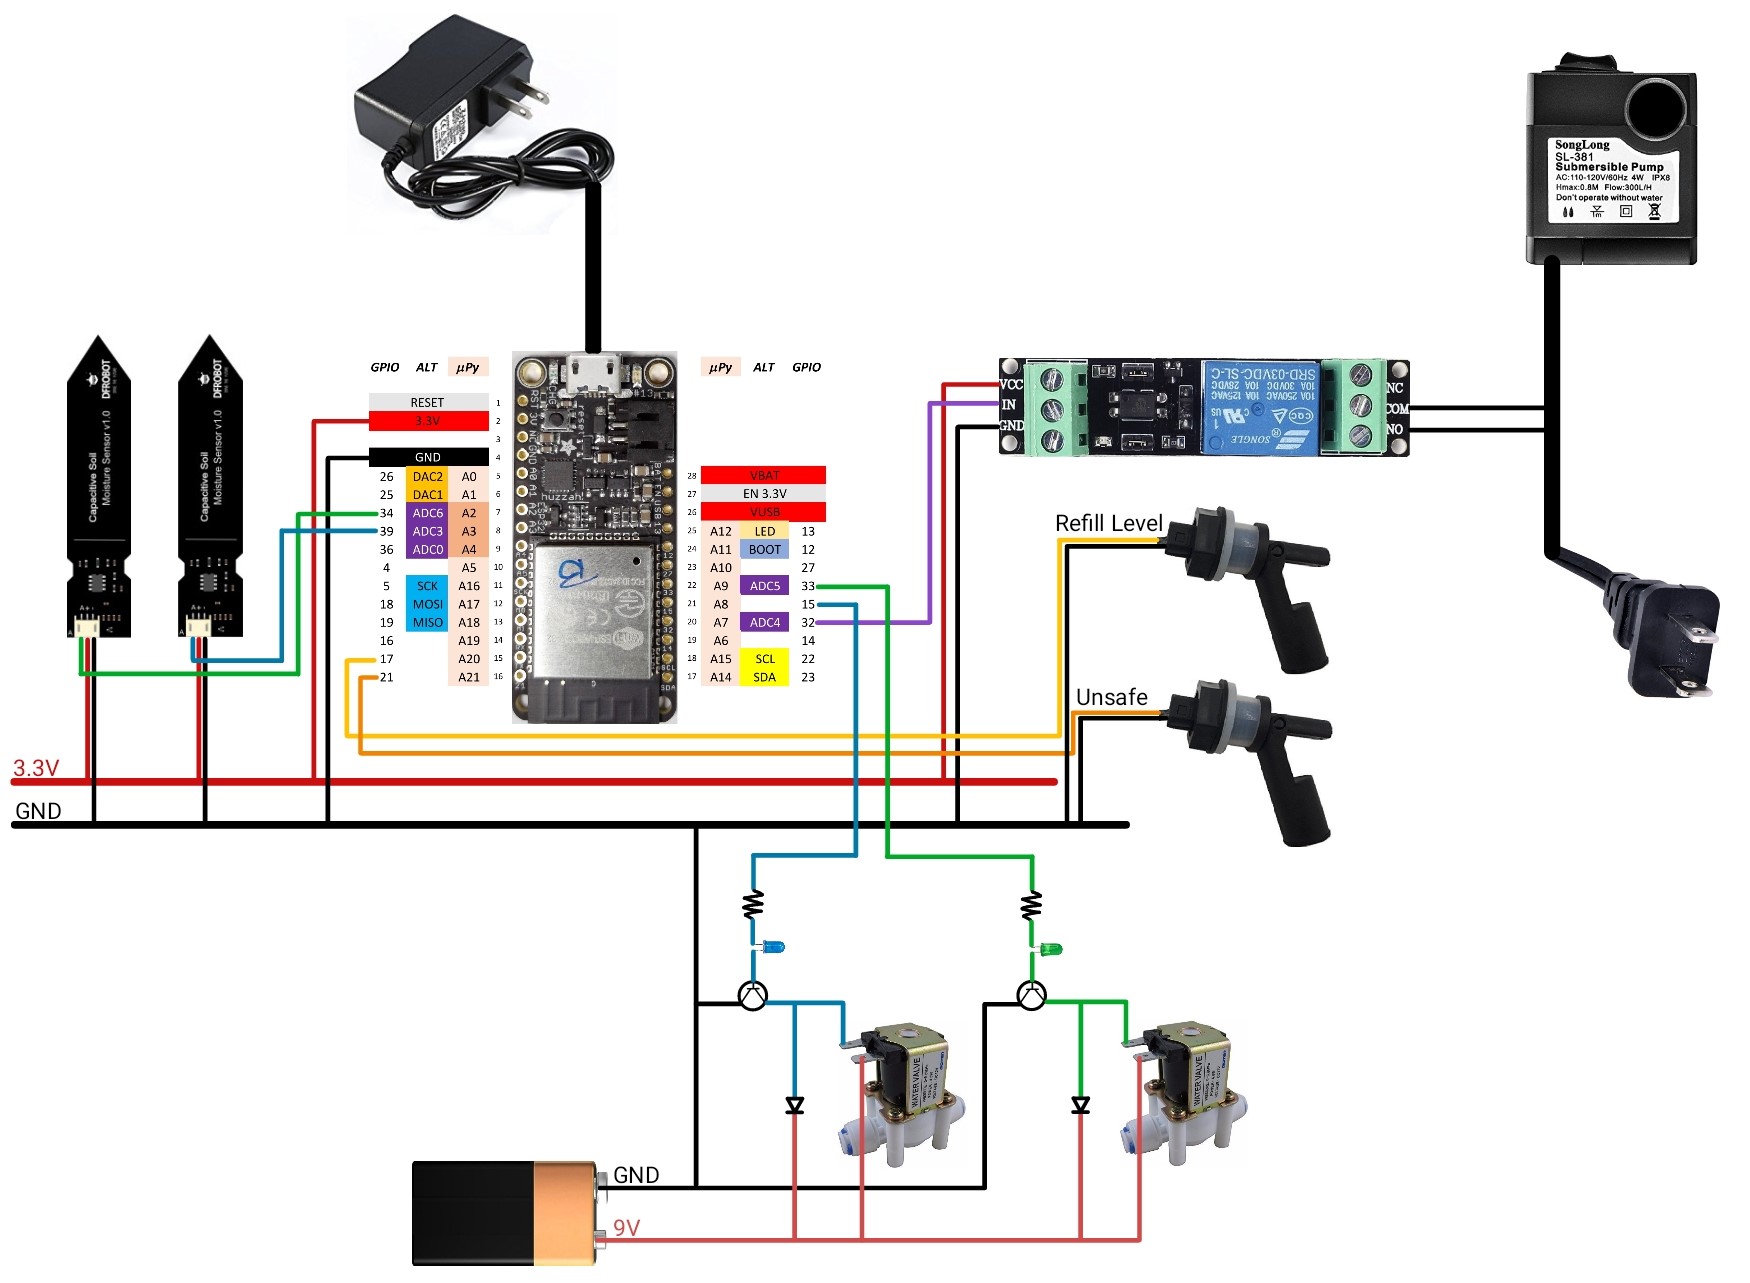 SongLong
SL-381
Submersible Pump
AC:110-120V/60Hz 4W IPX8
Hmax:0.8M Flow:300L/H
Don't operate without water
DFROBOT
Capacitive Soil
Moisture Sensor v1.0
A+-
A
DFROBOT
Capacitive Soil
Moisture Sensor v1.0
A+-
A
GPIO ALT µPy
RESET 1
3.3V 2
3
GND 4
26 DAC2 A0 5
25 DAC1 A1 6
34 ADC6 A2 7
39 ADC3 A3 8
36 ADC0 A4 9
4 A5 10
5 SCK A16 11
18 MOSI A17 12
19 MISO A18 13
16 A19 14
17 A20 15
21 A21 16
reset
huzzah!
µPy ALT GPIO
28 VBAT
27 EN 3.3V
26 VUSB
25 A12 LED 13
24 A11 BOOT 12
23 A10 27
22 A9 ADC5 33
21 A8 15
20 A7 ADC4 32
19 A6 14
18 A15 SCL 22
17 A14 SDA 23
VCC
IN
GND
SONGLE
10A 250VAC 10A 125VAC
10A 30VDC 10A 28VDC
SRD-03VDC-SL-C
NC
COM
NO
Refill Level
Unsafe
3.3V
GND
WATER VALVE
WATER VALVE
GND
9V